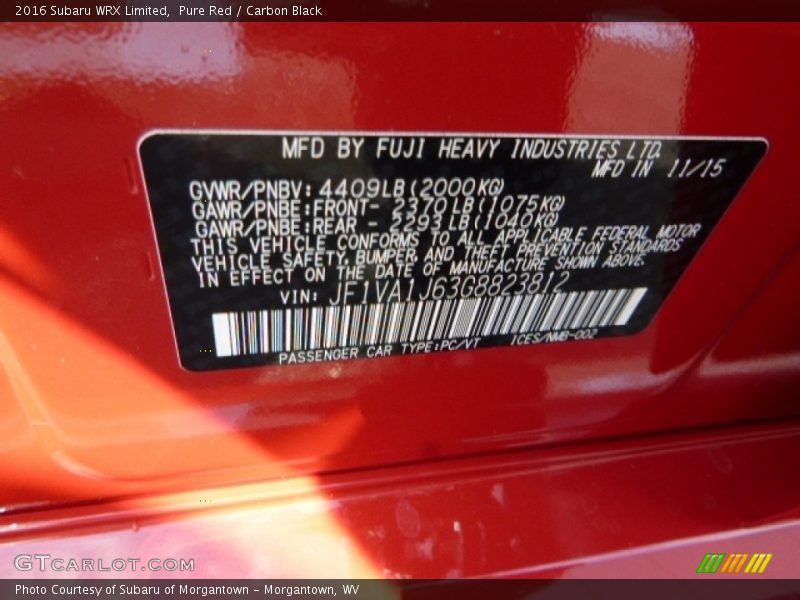 2016 Subaru WRX Limited,  Pure Red / Carbon Black
MFD BY FUJI HEAVY INDUSTRIES LTD.
MFD IN 11/15
GVWR/PNBV: 4409LB(2000KG)
GAWR/PNBE:FRONT- 2370LB(1075KG)
GAWR/PNBE:REAR - 2293LB(1040KG)
THIS VEHICLE CONFORMS TO ALL APPLICABLE FEDERAL MOTOR
VEHICLE SAFETY, BUMPER, AND THEFT PREVENTION STANDARDS
IN EFFECT ON THE DATE OF MANUFACTURE SHOWN ABOVE.
VIN: JF1VA1J63G8823812
PASSENGER CAR TYPE:PC/VT ICES/NMB-002
GTCARLOT.COM
Photo Courtesy of Subaru of Morgantown - Morgantown, WV